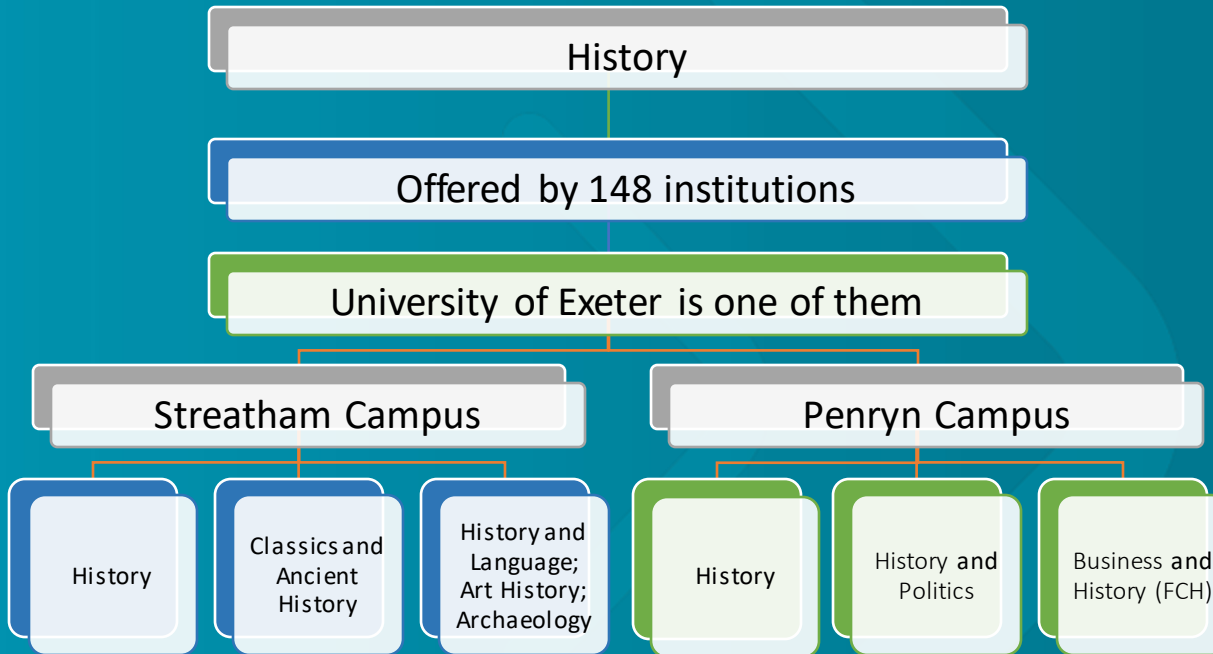 History
Offered by 148 institutions
University of Exeter is one of them
Streatham Campus
Penryn Campus
History
Classics and
Ancient
History
History and
Language;
Art History;
Archaeology
History
History and
Politics
Business and
History (FCH)